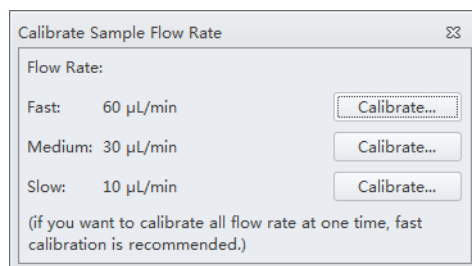 Calibrate Sample Flow Rate
Flow Rate:
Fast: 60 µL/min Calibrate...
Medium: 30 µL/min Calibrate...
Slow: 10 µL/min Calibrate...
(if you want to calibrate all flow rate at one time, fast
calibration is recommended.)